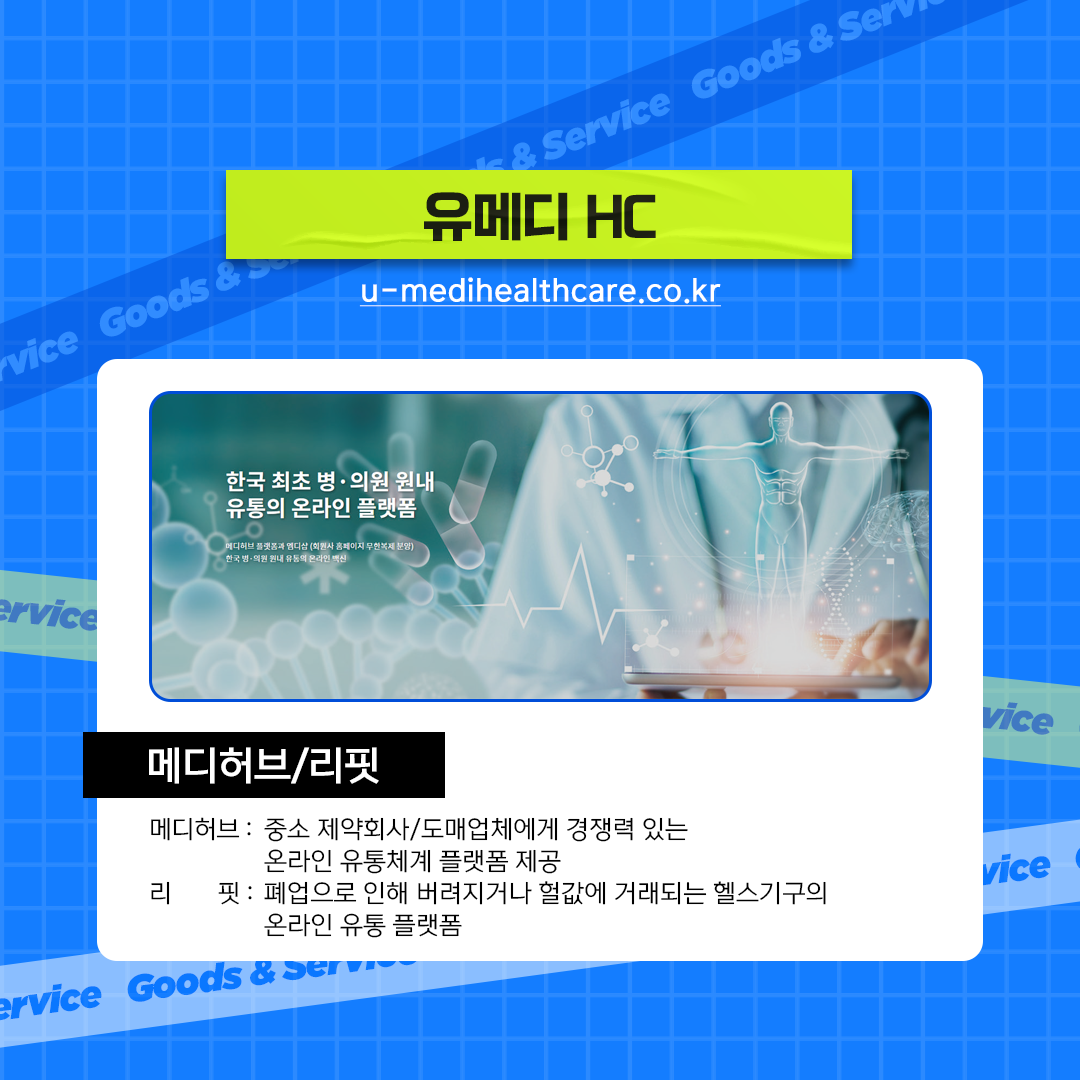 Goods & Service
Goods & Service
유메디 HC
u-medihealthcare.co.kr
rvice Goods & Se
한국 최초 병·의원 원내
유통의 온라인 플랫폼
메디허브 플랫폼과 엠디샵 (회원사 홈페이지 무한복제 분양)
한국 병·의원 원내 유통의 온라인 백신
ervice
vice
메디허브/리핏
메디허브 : 중소 제약회사/도매업체에게 경쟁력 있는
온라인 유통체계 플랫폼 제공
리 핏 : 폐업으로 인해 버려지거나 헐값에 거래되는 헬스기구의
온라인 유통 플랫폼
vice
ervice Goods & Service